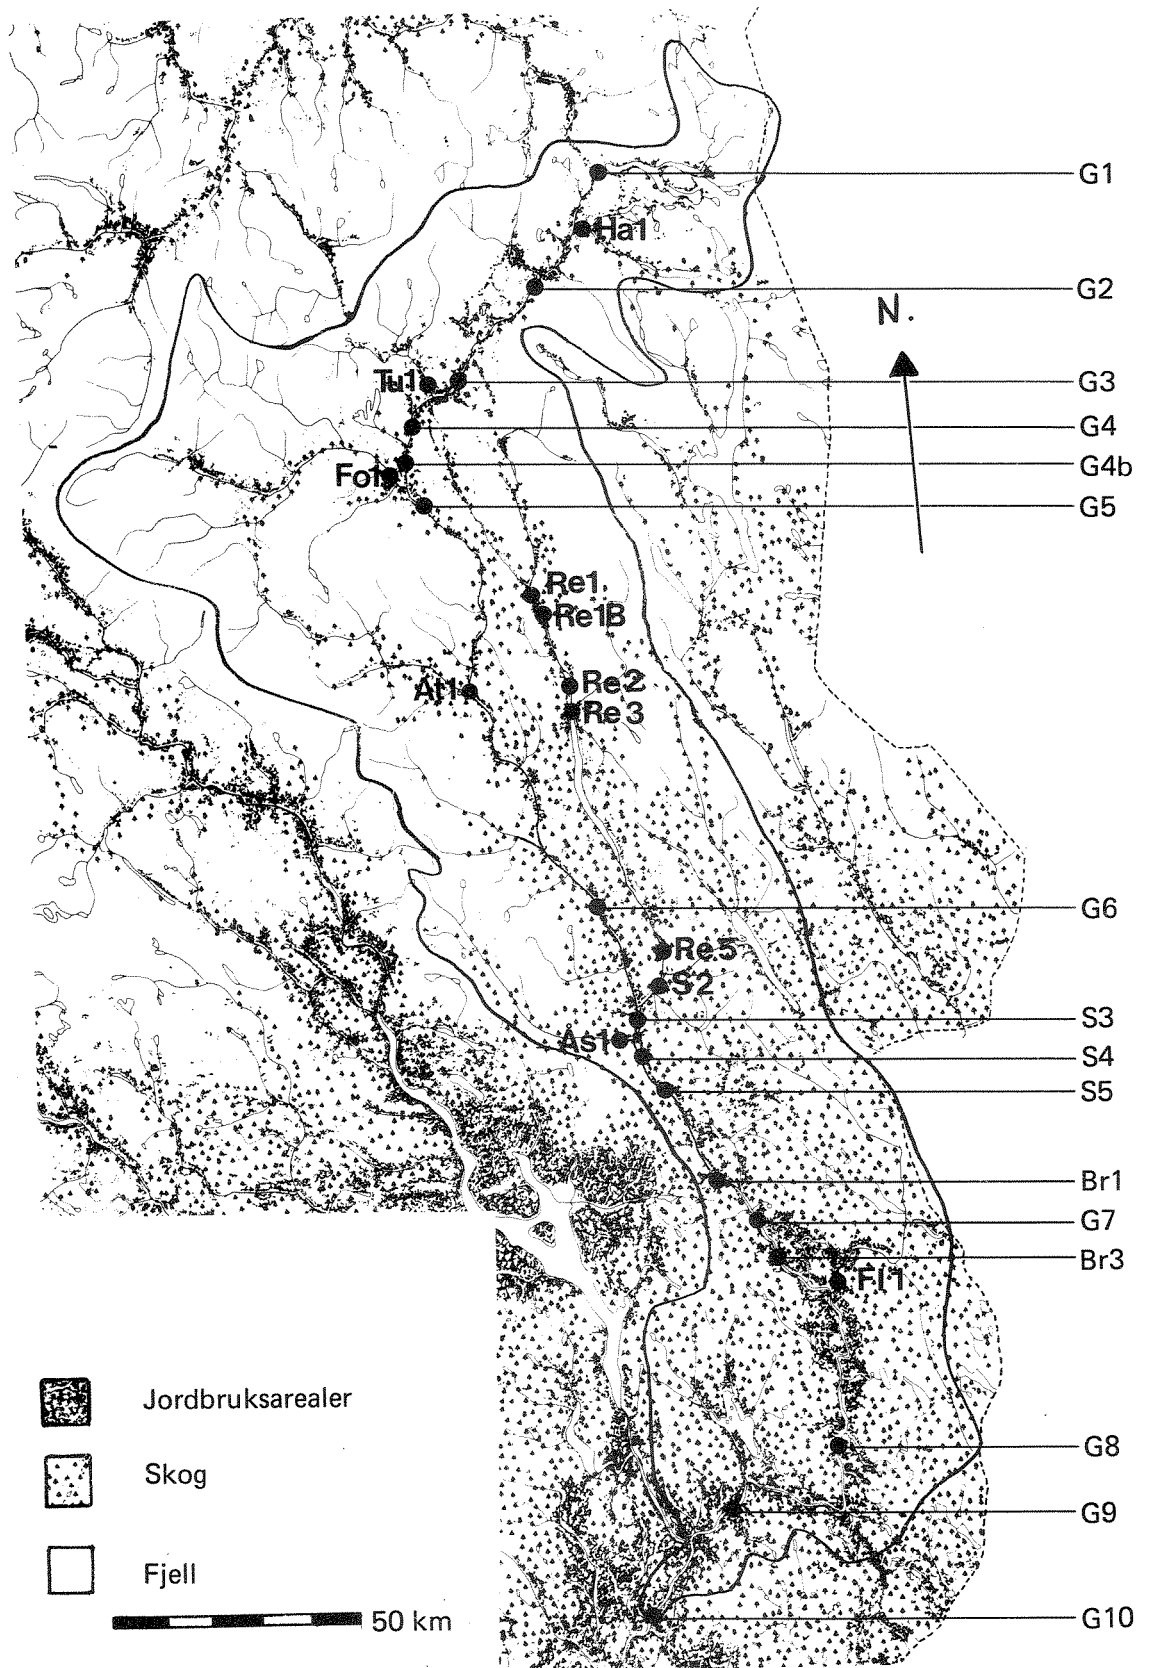 G1
Ha1
G2
N.
Tu1
G3
G4
G4b
Fo1
G5
Re1
Re1B
At1
Re2
Re3
G6
Re5
S2
S3
Ås1
S4
S5
Br1
G7
Br3
Fl1
Jordbruksarealer
G8
Skog
G9
Fjell
50 km
G10